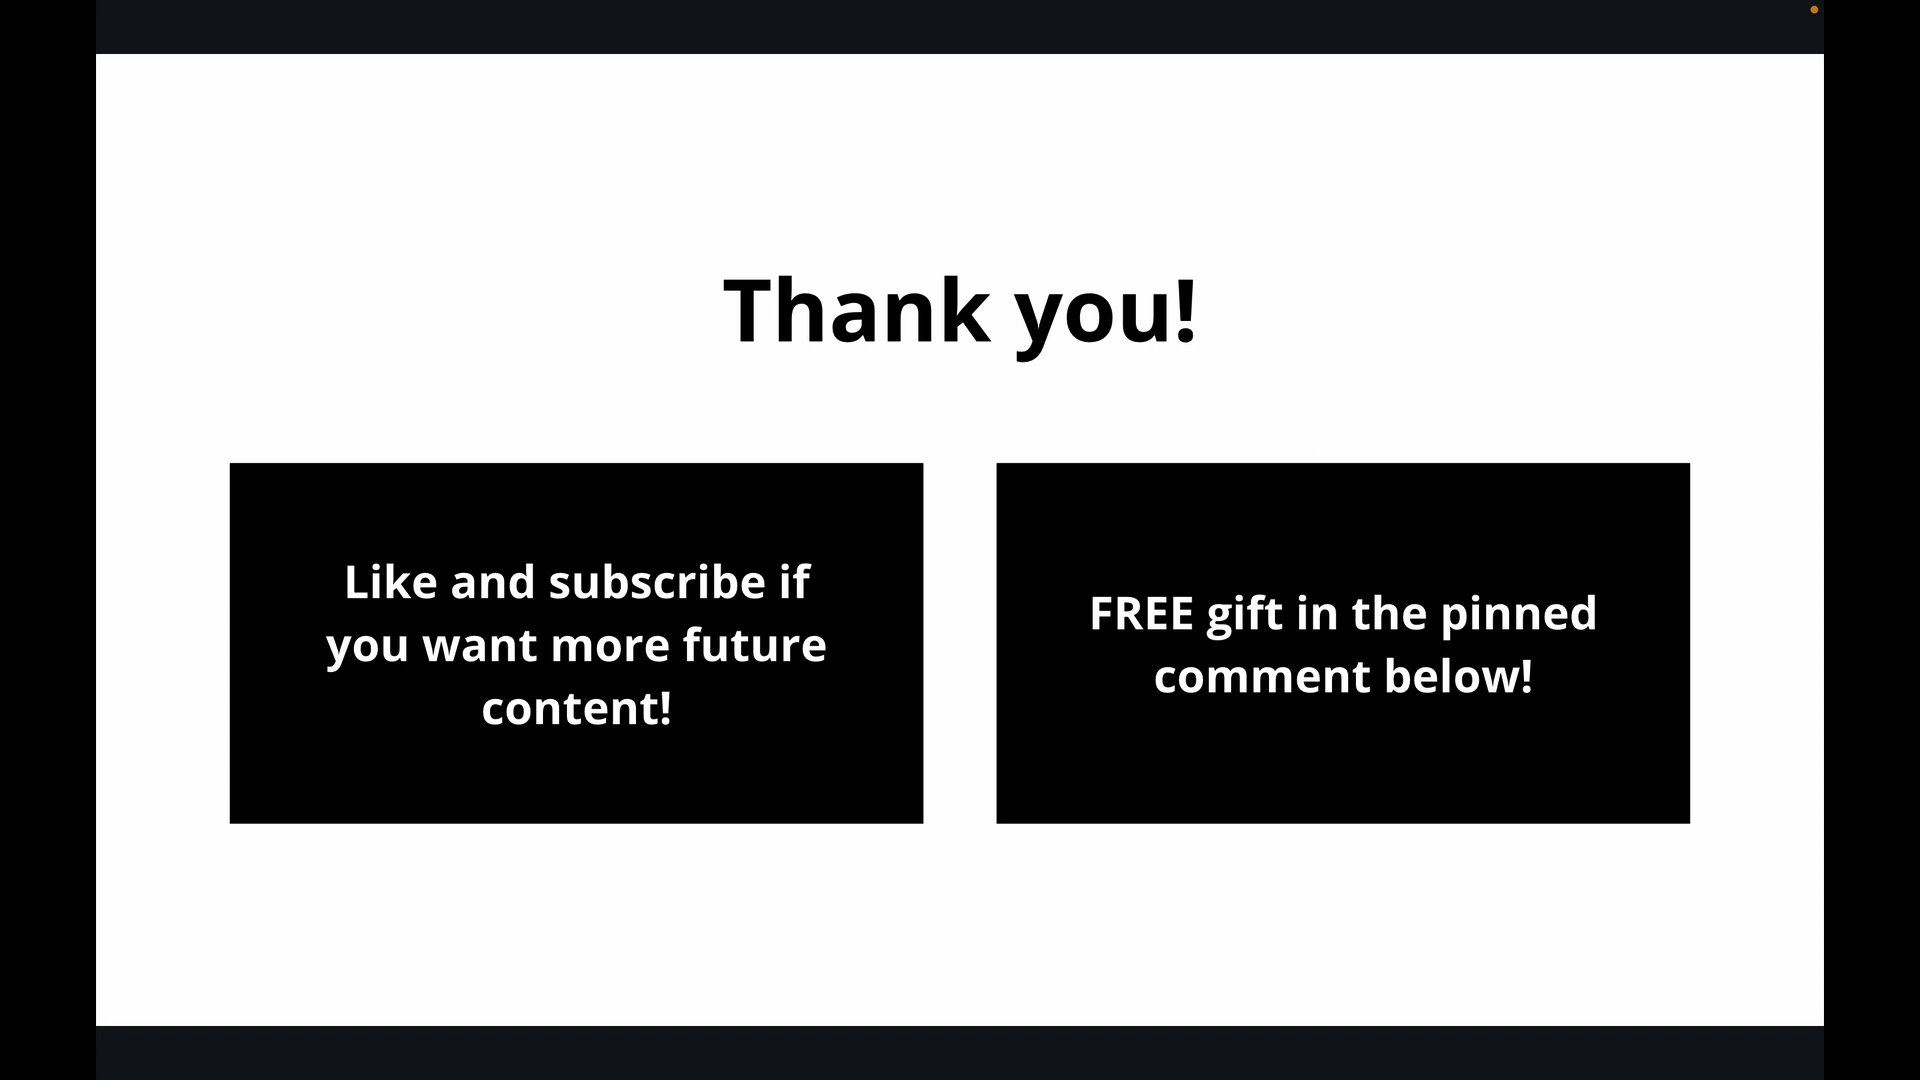 Thank you!
Like and subscribe if
you want more future
content!
FREE gift in the pinned
comment below!